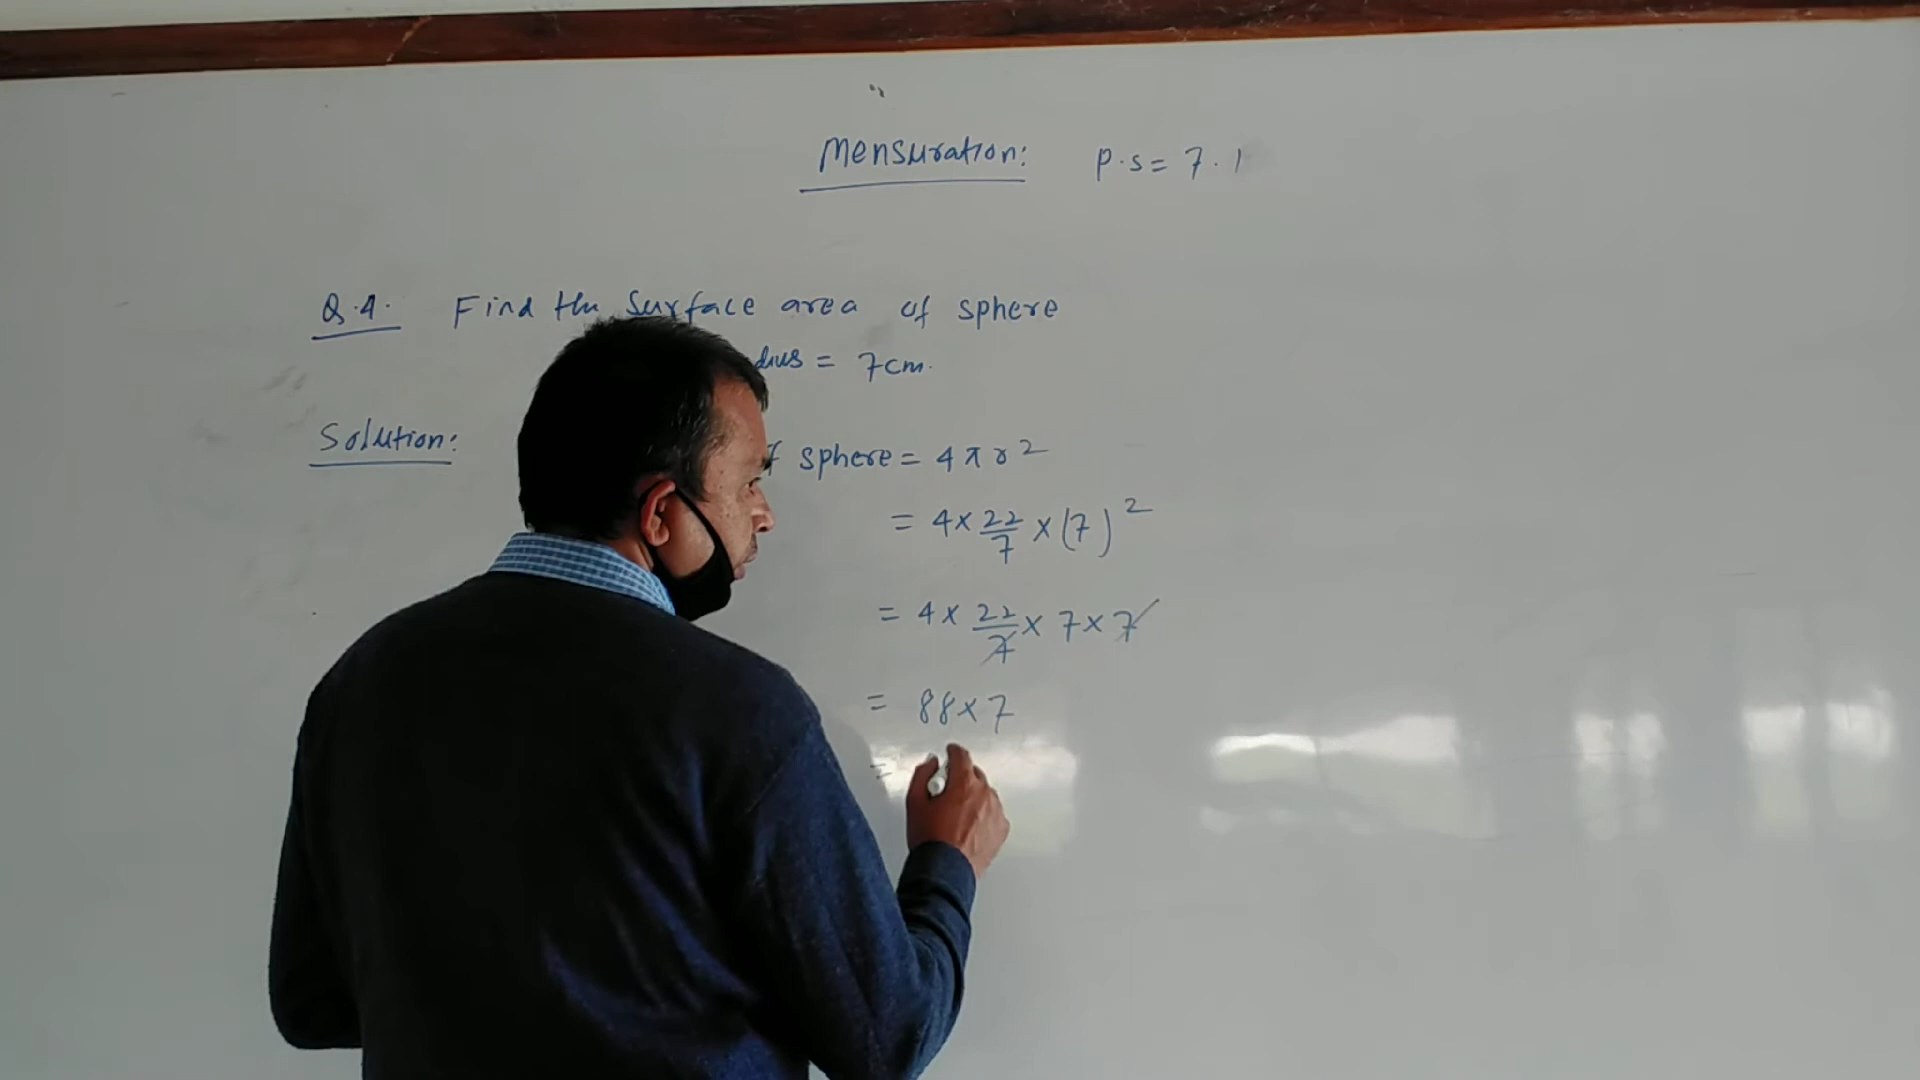 Mensuration: P.S = 7.1
Q.4. Find the Surface area of sphere
= 7cm.
Solution: sphere = 4πr²
= 4 × 22/7 × (7)²
= 4 × 22/7 × 7 × 7
= 88 × 7
=